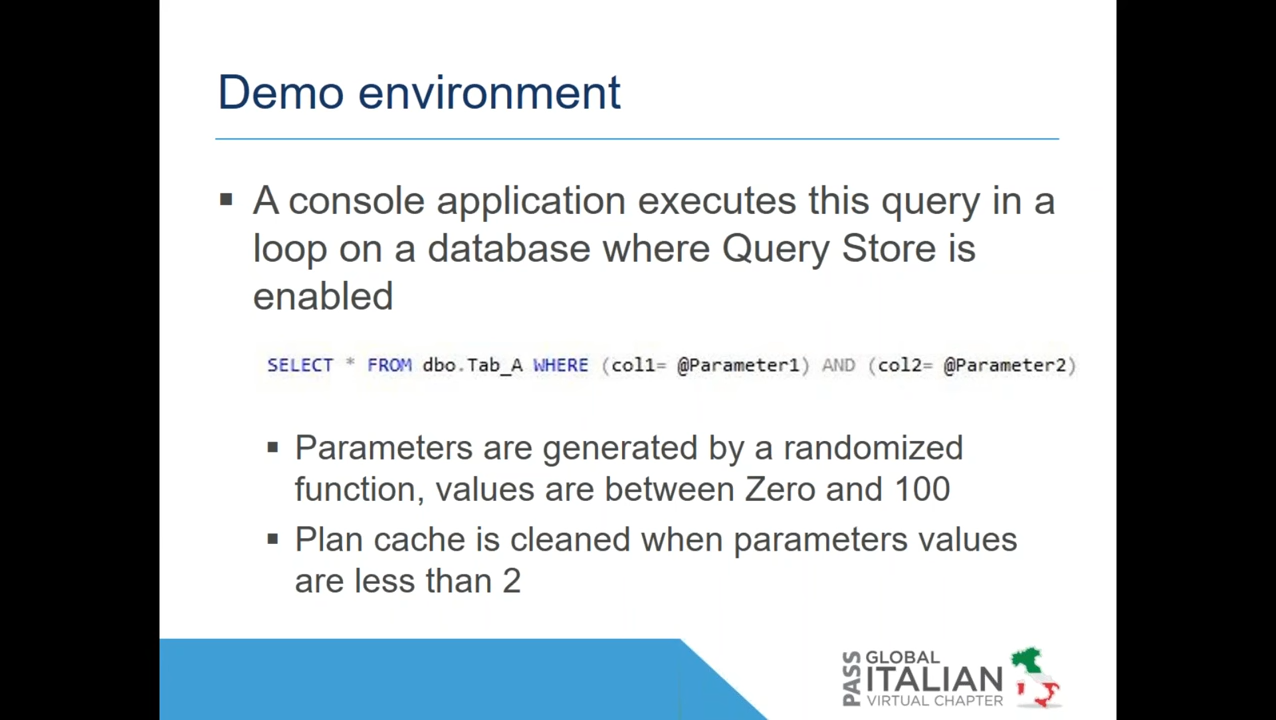 Demo environment
▪ A console application executes this query in a
loop on a database where Query Store is
enabled
SELECT * FROM dbo.Tab_A WHERE (col1= @Parameter1) AND (col2= @Parameter2)
▪ Parameters are generated by a randomized
function, values are between Zero and 100
▪ Plan cache is cleaned when parameters values
are less than 2
PASS
GLOBAL
ITALIAN
VIRTUAL CHAPTER